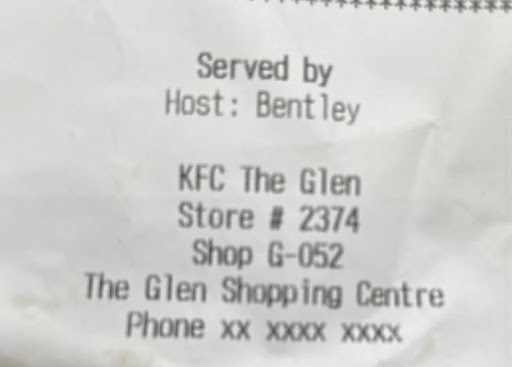 ************
Served by
Host: Bentley
KFC The Glen
Store # 2374
Shop G-052
The Glen Shopping Centre
Phone xx xxxx xxxx